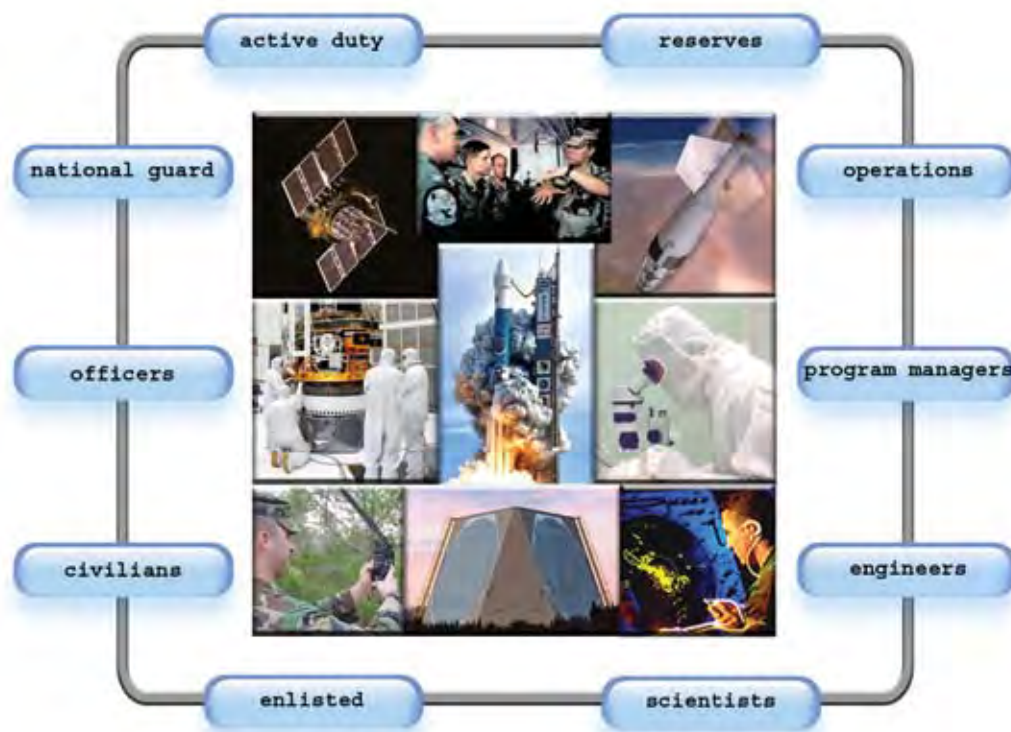 active duty
reserves
national guard
operations
officers
program managers
civilians
engineers
enlisted
scientists